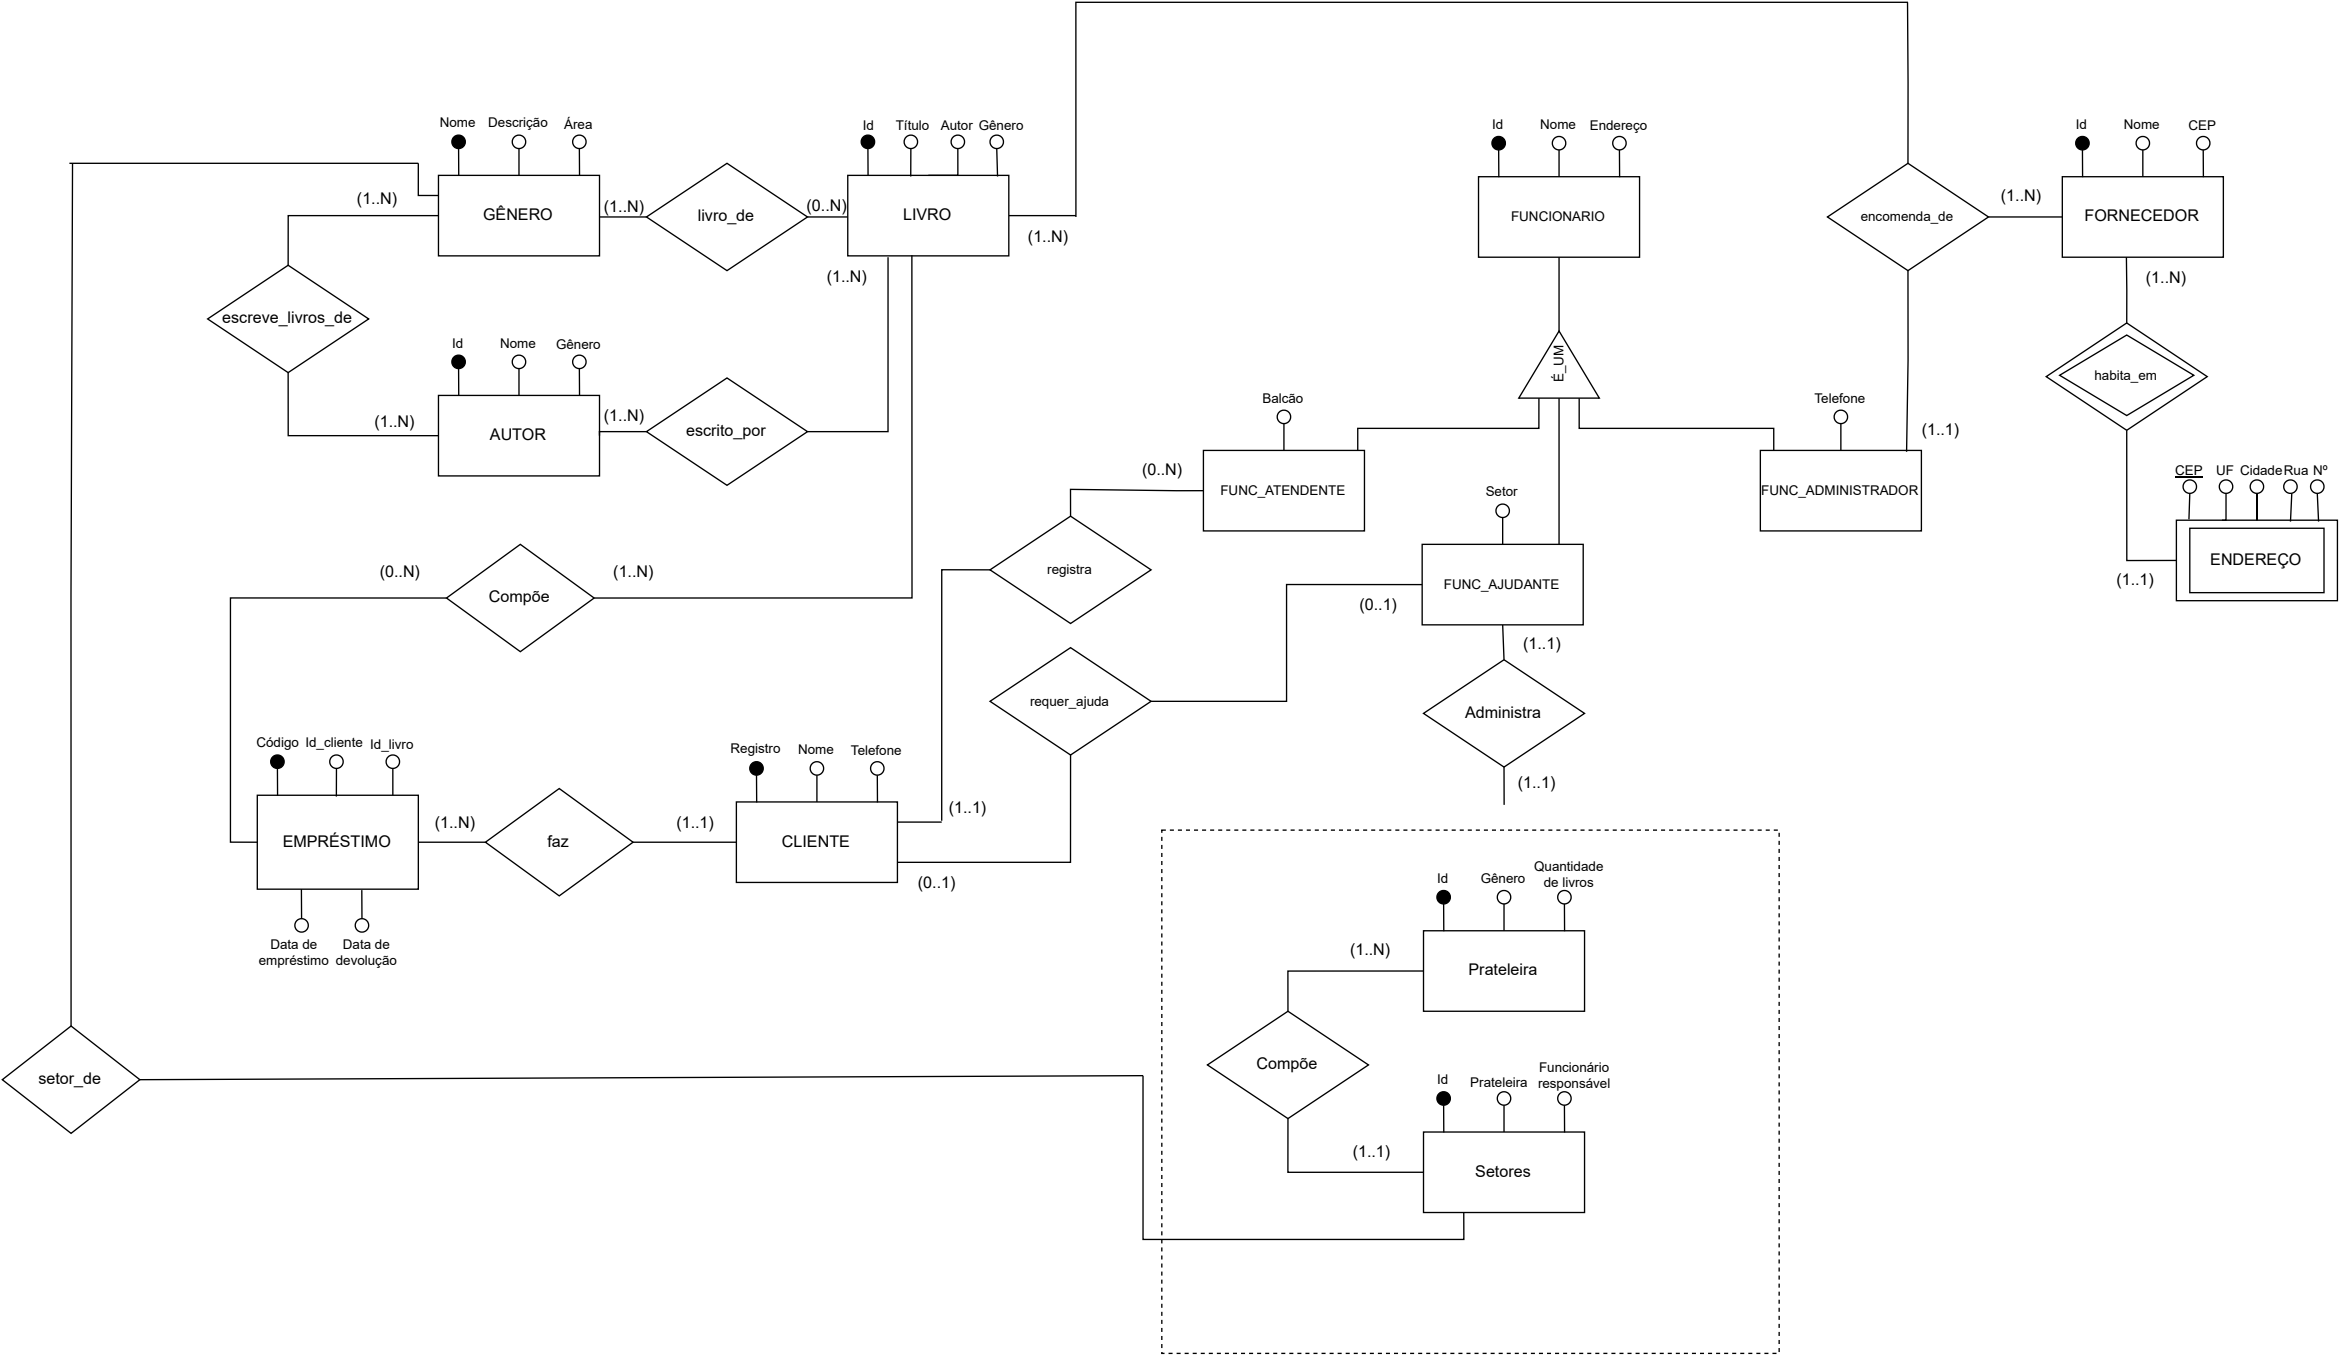 Nome Descrição Área
Id Título Autor Gênero
Id Nome Endereço
Id Nome CEP
(1..N)
GÊNERO
(1..N)
livro_de
(0..N)
LIVRO
(1..N)
(1..N)
FUNCIONARIO
encomenda_de
(1..N)
FORNECEDOR
(1..N)
escreve_livros_de
Id Nome Gênero
(1..N)
AUTOR
(1..N)
escrito_por
É_UM
habita_em
Balcão
Telefone
(1..1)
(0..N)
FUNC_ATENDENTE
Setor
FUNC_ADMINISTRADOR
CEP UF Cidade Rua Nº
ENDEREÇO
(1..1)
(0..N)
Compõe
(1..N)
registra
FUNC_AJUDANTE
(0..1)
(1..1)
requer_ajuda
Administra
(1..1)
Código Id_cliente Id_livro
Registro Nome Telefone
EMPRÉSTIMO
(1..N)
faz
(1..1)
CLIENTE
(1..1)
(0..1)
Data de
empréstimo
Data de
devolução
Id Gênero Quantidade
de livros
(1..N)
Prateleira
Compõe
setor_de
Id Prateleira Funcionário
responsável
(1..1)
Setores